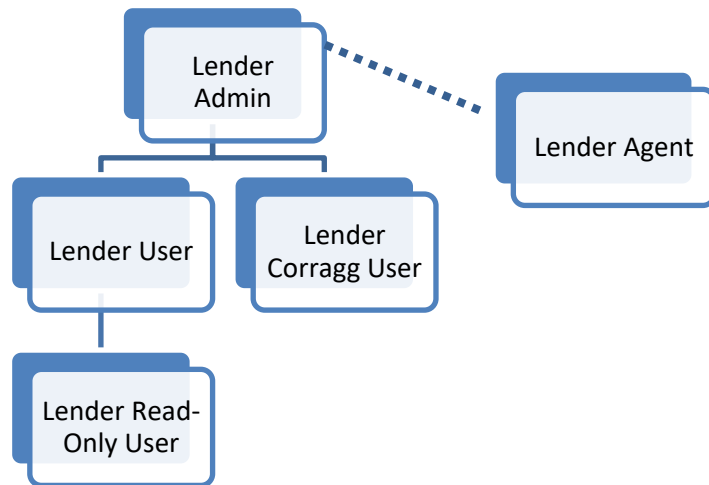 Lender
Admin
Lender Agent
Lender User
Lender
Corragg User
Lender Read-
Only User